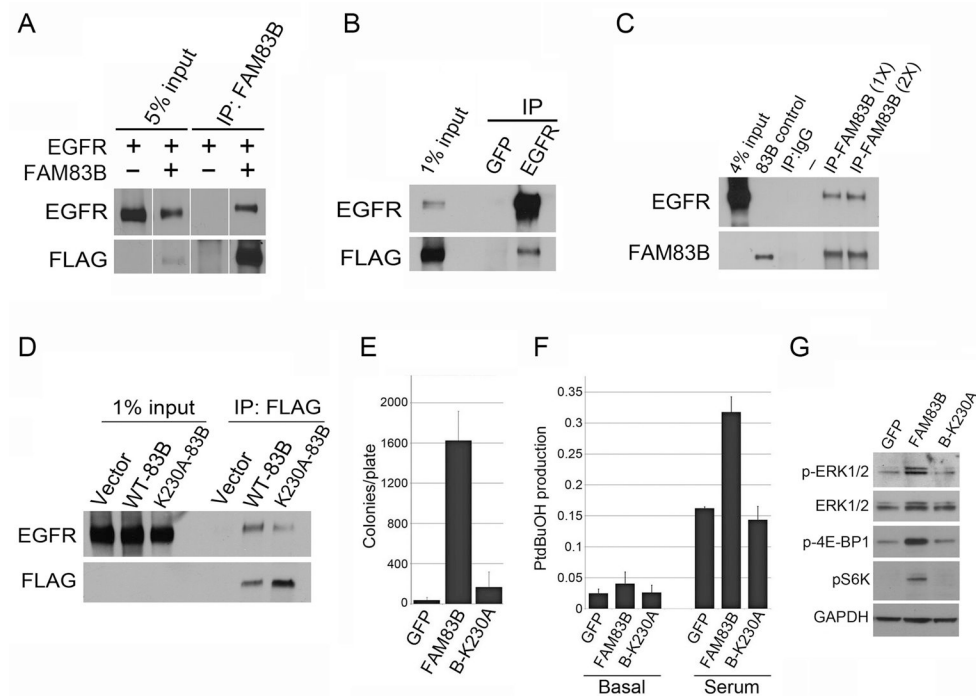 A
5% input
IP: FAM83B
EGFR + + + +
FAM83B – + – +
EGFR
FLAG
B
IP
1% input
GFP
EGFR
EGFR
FLAG
C
4% input
83B control
IP:IgG
–
IP-FAM83B (1X)
IP-FAM83B (2X)
EGFR
FAM83B
D
1% input
IP: FLAG
Vector
WT-83B
K230A-83B
Vector
WT-83B
K230A-83B
EGFR
FLAG
E
Colonies/plate
2000
1600
1200
800
400
0
GFP
FAM83B
B-K230A
F
PtdBuOH production
0.35
0.3
0.25
0.2
0.15
0.1
0.05
0
GFP
FAM83B
B-K230A
GFP
FAM83B
B-K230A
Basal
Serum
G
GFP
FAM83B
B-K230A
p-ERK1/2
ERK1/2
p-4E-BP1
pS6K
GAPDH